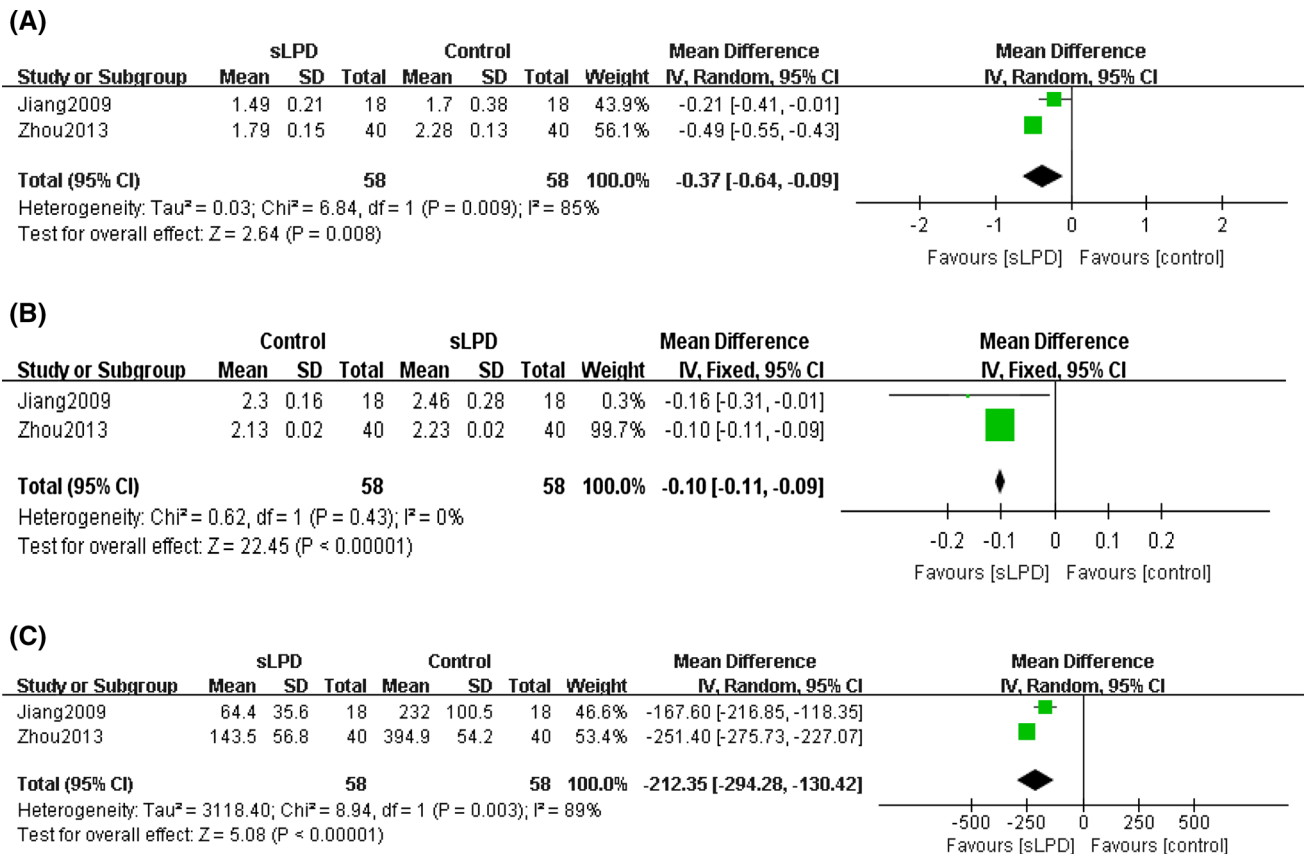 (A)
sLPD Control Mean Difference Mean Difference
Study or Subgroup Mean SD Total Mean SD Total Weight IV, Random, 95% CI IV, Random, 95% CI
Jiang2009 1.49 0.21 18 1.7 0.38 18 43.9% -0.21 [-0.41, -0.01]
Zhou2013 1.79 0.15 40 2.28 0.13 40 56.1% -0.49 [-0.55, -0.43]
Total (95% CI) 58 58 100.0% -0.37 [-0.64, -0.09]
Heterogeneity: Tau² = 0.03; Chi² = 6.84, df = 1 (P = 0.009); I² = 85%
Test for overall effect: Z = 2.64 (P = 0.008)
-2 -1 0 1 2
Favours [sLPD] Favours [control]
(B)
Control sLPD Mean Difference Mean Difference
Study or Subgroup Mean SD Total Mean SD Total Weight IV, Fixed, 95% CI IV, Fixed, 95% CI
Jiang2009 2.3 0.16 18 2.46 0.28 18 0.3% -0.16 [-0.31, -0.01]
Zhou2013 2.13 0.02 40 2.23 0.02 40 99.7% -0.10 [-0.11, -0.09]
Total (95% CI) 58 58 100.0% -0.10 [-0.11, -0.09]
Heterogeneity: Chi² = 0.62, df = 1 (P = 0.43); I² = 0%
Test for overall effect: Z = 22.45 (P < 0.00001)
-0.2 -0.1 0 0.1 0.2
Favours [sLPD] Favours [control]
(C)
sLPD Control Mean Difference Mean Difference
Study or Subgroup Mean SD Total Mean SD Total Weight IV, Random, 95% CI IV, Random, 95% CI
Jiang2009 64.4 35.6 18 232 100.5 18 46.6% -167.60 [-216.85, -118.35]
Zhou2013 143.5 56.8 40 394.9 54.2 40 53.4% -251.40 [-275.73, -227.07]
Total (95% CI) 58 58 100.0% -212.35 [-294.28, -130.42]
Heterogeneity: Tau² = 3118.40; Chi² = 8.94, df = 1 (P = 0.003); I² = 89%
Test for overall effect: Z = 5.08 (P < 0.00001)
-500 -250 0 250 500
Favours [sLPD] Favours [control]